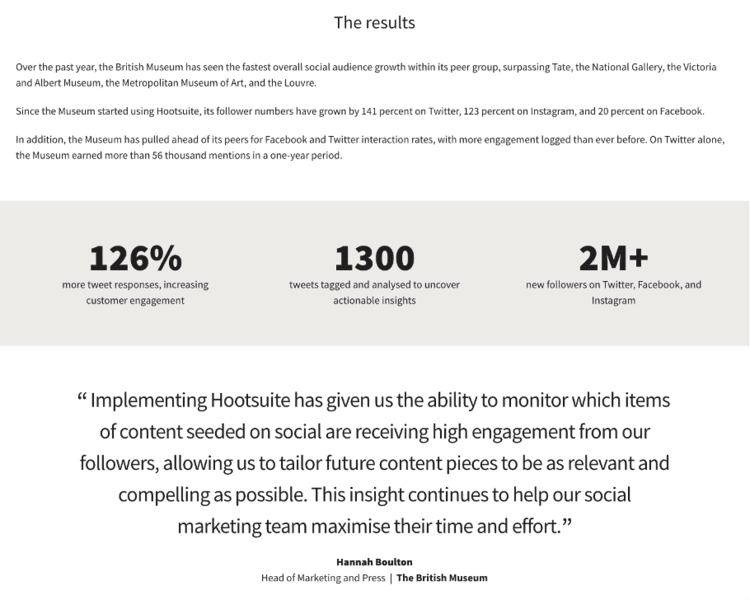 The results
Over the past year, the British Museum has seen the fastest overall social audience growth within its peer group, surpassing Tate, the National Gallery, the Victoria
and Albert Museum, the Metropolitan Museum of Art, and the Louvre.
Since the Museum started using Hootsuite, its follower numbers have grown by 141 percent on Twitter, 123 percent on Instagram, and 20 percent on Facebook.
In addition, the Museum has pulled ahead of its peers for Facebook and Twitter interaction rates, with more engagement logged than ever before. On Twitter alone,
the Museum earned more than 56 thousand mentions in a one-year period.
126%
more tweet responses, increasing
customer engagement
1300
tweets tagged and analysed to uncover
actionable insights
2M+
new followers on Twitter, Facebook, and
Instagram
“ Implementing Hootsuite has given us the ability to monitor which items
of content seeded on social are receiving high engagement from our
followers, allowing us to tailor future content pieces to be as relevant and
compelling as possible. This insight continues to help our social
marketing team maximise their time and effort.”
Hannah Boulton
Head of Marketing and Press | The British Museum